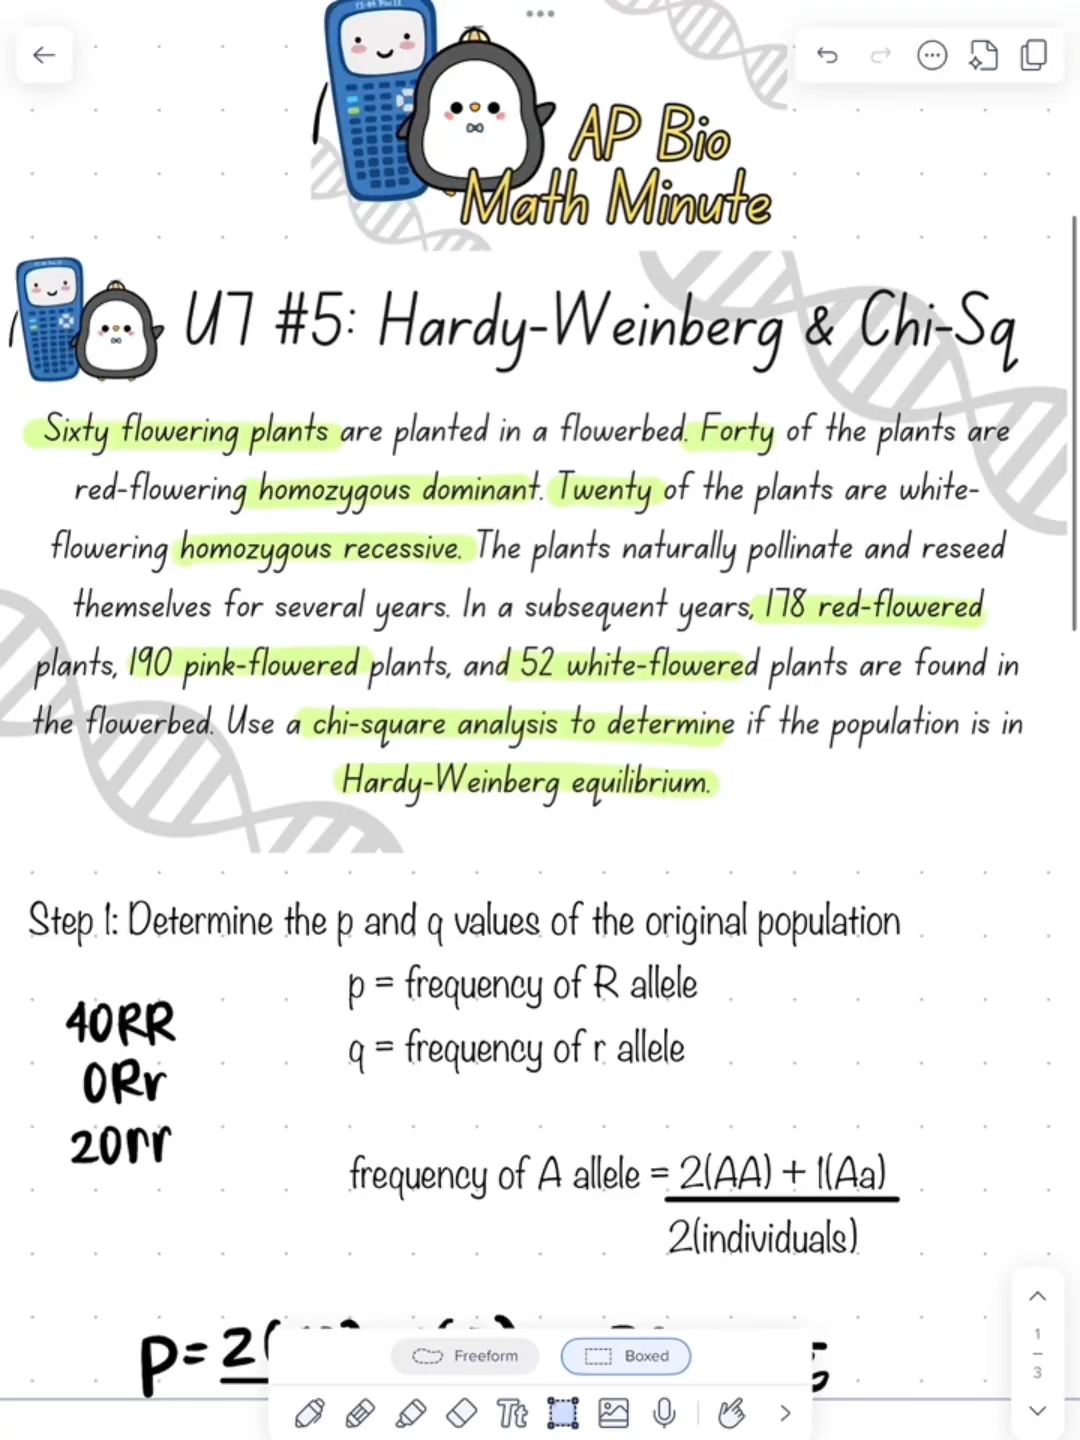 AP Bio
Math Minute
U7 #5: Hardy-Weinberg & Chi-Sq
Sixty flowering plants are planted in a flowerbed. Forty of the plants are
red-flowering homozygous dominant. Twenty of the plants are white-
flowering homozygous recessive. The plants naturally pollinate and reseed
themselves for several years. In a subsequent years, 178 red-flowered
plants, 190 pink-flowered plants, and 52 white-flowered plants are found in
the flowerbed. Use a chi-square analysis to determine if the population is in
Hardy-Weinberg equilibrium.
Step 1: Determine the p and q values of the original population
p = frequency of R allele
40RR
q = frequency of r allele
0Rr
20rr
frequency of A allele = 2(AA) + 1(Aa)
2(individuals)
p= 2(
Freeform
Boxed
Tt
1
3